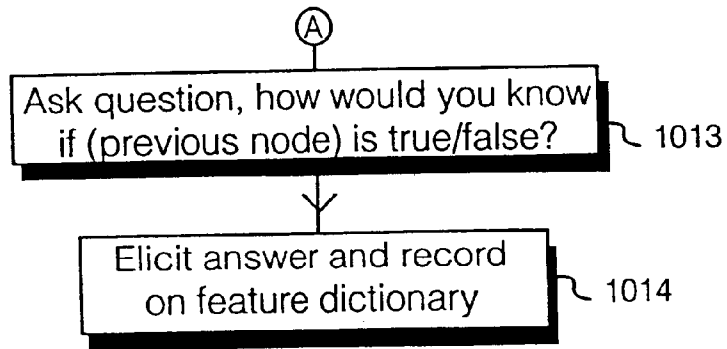 A
Ask question, how would you know
if (previous node) is true/false?
1013
Elicit answer and record
on feature dictionary
1014